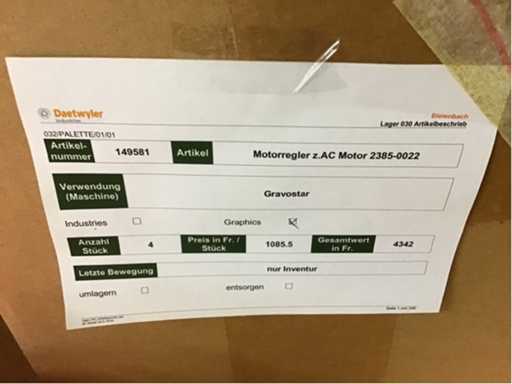 Daetwyler
Industries
Bleienbach
Lager 030 Artikelbeschrieb
032/PALETTE/01/01
Artikel-
nummer
149581
Artikel
Motorregler z.AC Motor 2385-0022
Verwendung
(Maschine)
Gravostar
Industries
Graphics
Anzahl
Stück
4
Preis in Fr. /
Stück
1085.5
Gesamtwert
in Fr.
4342
Letzte Bewegung
nur Inventur
umlagern
entsorgen